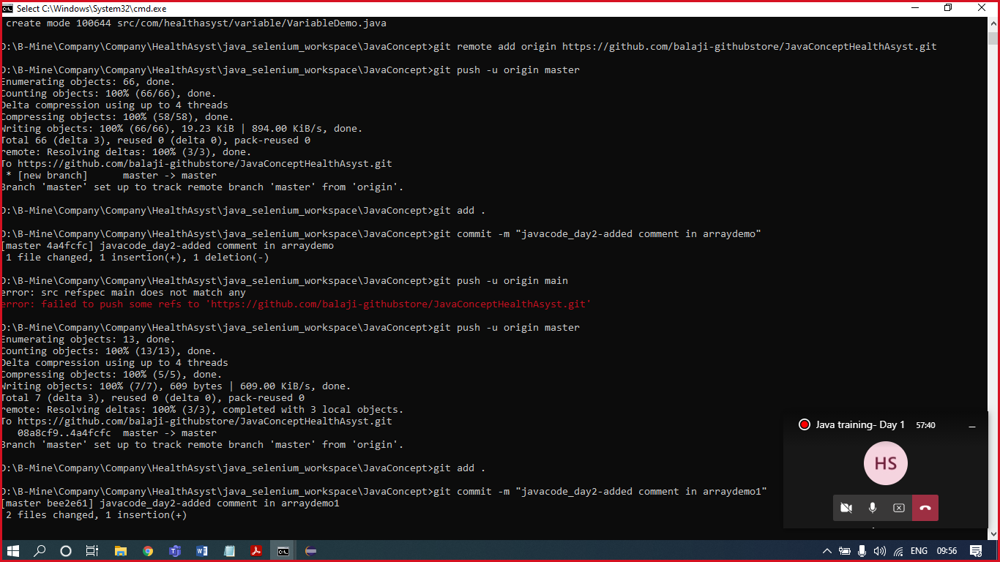 Select C:\Windows\System32\cmd.exe
create mode 100644 src/com/healthasyst/variable/VariableDemo.java
D:\B-Mine\Company\Company\HealthAsyst\java_selenium_workspace\JavaConcept>git remote add origin https://github.com/balaji-githubstore/JavaConceptHealthAsyst.git
D:\B-Mine\Company\Company\HealthAsyst\java_selenium_workspace\JavaConcept>git push -u origin master
Enumerating objects: 66, done.
Counting objects: 100% (66/66), done.
Delta compression using up to 4 threads
Compressing objects: 100% (58/58), done.
Writing objects: 100% (66/66), 19.23 KiB | 894.00 KiB/s, done.
Total 66 (delta 3), reused 0 (delta 0), pack-reused 0
remote: Resolving deltas: 100% (3/3), done.
To https://github.com/balaji-githubstore/JavaConceptHealthAsyst.git
* [new branch]      master -> master
Branch 'master' set up to track remote branch 'master' from 'origin'.
D:\B-Mine\Company\Company\HealthAsyst\java_selenium_workspace\JavaConcept>git add .
D:\B-Mine\Company\Company\HealthAsyst\java_selenium_workspace\JavaConcept>git commit -m "javacode_day2-added comment in arraydemo"
[master 4a4fcfc] javacode_day2-added comment in arraydemo
1 file changed, 1 insertion(+), 1 deletion(-)
D:\B-Mine\Company\Company\HealthAsyst\java_selenium_workspace\JavaConcept>git push -u origin main
error: src refspec main does not match any
error: failed to push some refs to 'https://github.com/balaji-githubstore/JavaConceptHealthAsyst.git'
D:\B-Mine\Company\Company\HealthAsyst\java_selenium_workspace\JavaConcept>git push -u origin master
Enumerating objects: 13, done.
Counting objects: 100% (13/13), done.
Delta compression using up to 4 threads
Compressing objects: 100% (5/5), done.
Writing objects: 100% (7/7), 609 bytes | 609.00 KiB/s, done.
Total 7 (delta 3), reused 0 (delta 0), pack-reused 0
remote: Resolving deltas: 100% (3/3), completed with 3 local objects.
To https://github.com/balaji-githubstore/JavaConceptHealthAsyst.git
08a8cf9..4a4fcfc  master -> master
Branch 'master' set up to track remote branch 'master' from 'origin'.
D:\B-Mine\Company\Company\HealthAsyst\java_selenium_workspace\JavaConcept>git add .
D:\B-Mine\Company\Company\HealthAsyst\java_selenium_workspace\JavaConcept>git commit -m "javacode_day2-added comment in arraydemo1"
[master bee2e61] javacode_day2-added comment in arraydemo1
2 files changed, 1 insertion(+)
Java training- Day 1 57:40
HS
ENG 09:56